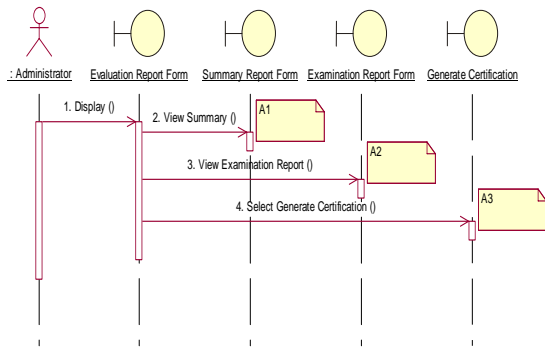 : Administrator
Evaluation Report Form
Summary Report Form
Examination Report Form
Generate Certification
1. Display ()
2. View Summary ()
A1
3. View Examination Report ()
A2
4. Select Generate Certification ()
A3